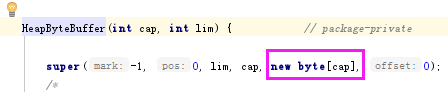 HeapByteBuffer(int cap, int lim) { // package-private
super( mark: -1, pos: 0, lim, cap, new byte[cap], offset: 0);
/*